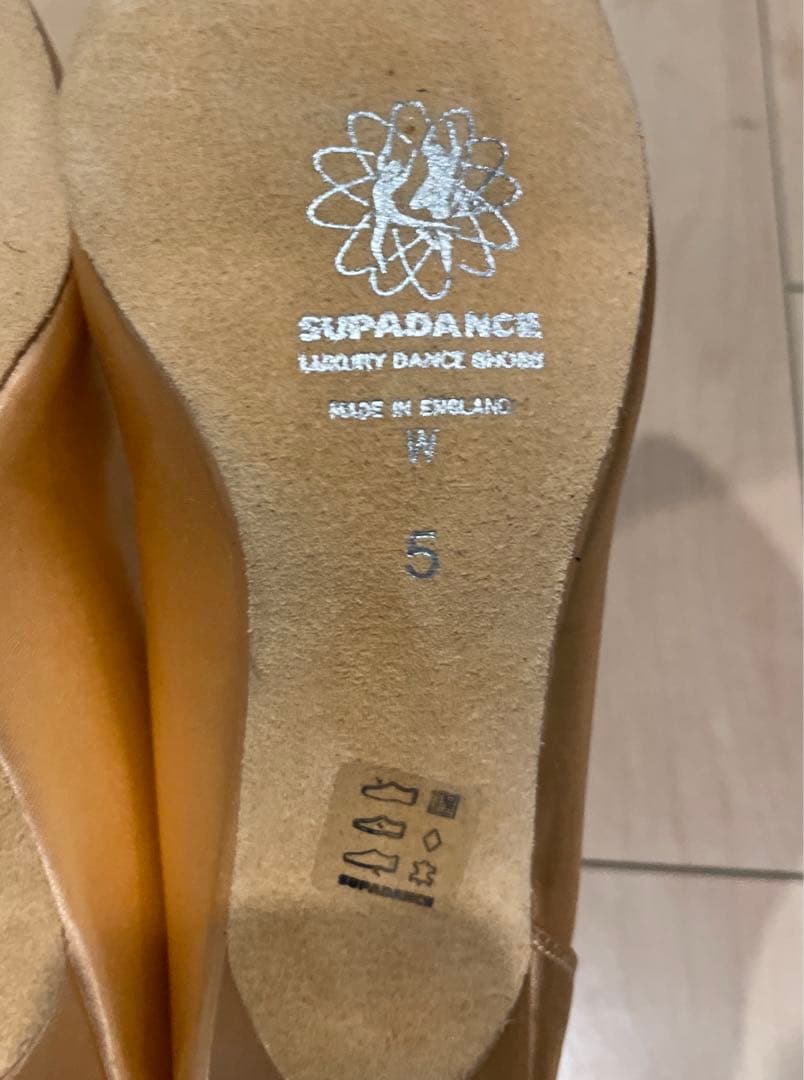 SUPADANCE
LUXURY DANCE SHOES
MADE IN ENGLAND
W
5
SUPADANCE